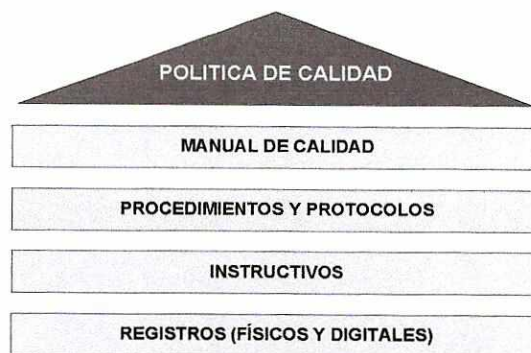 POLITICA DE CALIDAD
MANUAL DE CALIDAD
PROCEDIMIENTOS Y PROTOCOLOS
INSTRUCTIVOS
REGISTROS (FÍSICOS Y DIGITALES)